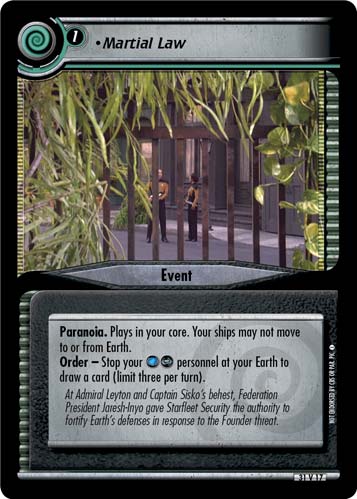 1
• Martial Law
Event
Paranoia. Plays in your core. Your ships may not move
to or from Earth.
Order – Stop your personnel at your Earth to
draw a card (limit three per turn).
At Admiral Leyton and Captain Sisko's behest, Federation
President Jaresh-Inyo gave Starfleet Security the authority to
fortify Earth's defenses in response to the Founder threat.
NOT ENDORSED BY CBS OR PAR. PIC.
31 V 17